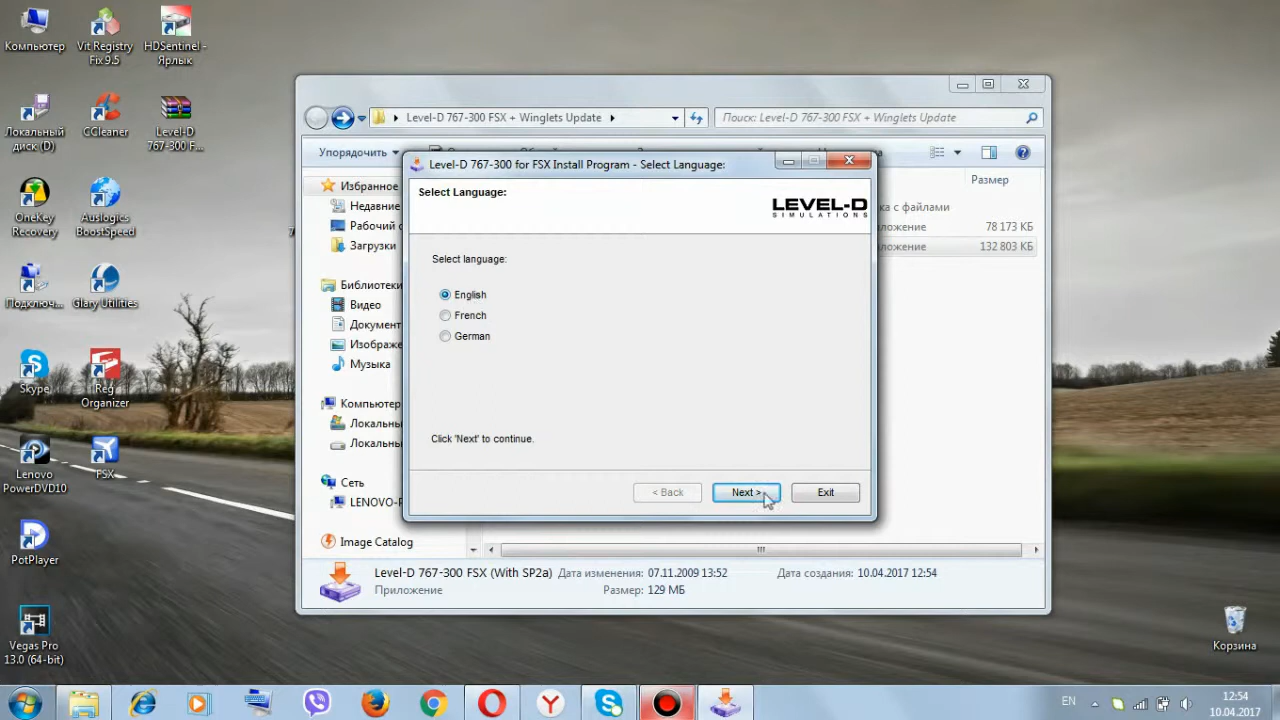 Компьютер
Vit Registry
Fix 9.5
HDSentinel -
Ярлык
Локальный
диск (D)
CCleaner
Level-D
767-300 F...
OneKey
Recovery
Auslogics
BoostSpeed
Подключ...
Glary Utilities
Skype
Reg
Organizer
Lenovo
PowerDVD10
FSX
PotPlayer
Vegas Pro
13.0 (64-bit)
Корзина
Level-D 767-300 FSX + Winglets Update
Поиск: Level-D 767-300 FSX + Winglets Update
Упорядочить
Размер
Избранное
Недавние
Рабочий
Загрузки
Библиотеки
Видео
Документ
Изображе
Музыка
Компьютер
Локальн
Локальн
Сеть
LENOVO-
Image Catalog
с файлами
78 173 КБ
132 803 КБ
Level-D 767-300 for FSX Install Program - Select Language:
Select Language:
LEVEL-D
SIMULATIONS
Select language:
English
French
German
Click 'Next' to continue.
< Back
Next >
Exit
Level-D 767-300 FSX (With SP2a)
Дата изменения: 07.11.2009 13:52
Дата создания: 10.04.2017 12:54
Приложение
Размер: 129 МБ
EN
12:54
10.04.2017